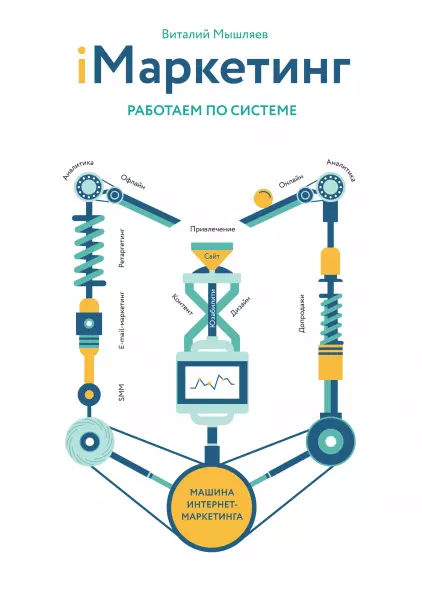 Виталий Мышляев
iМаркетинг
РАБОТАЕМ ПО СИСТЕМЕ
Аналитика
Офлайн
Онлайн
Аналитика
Привлечение
Сайт
Ретаргетинг
Контент
Юзабилити
Дизайн
Допродажи
E-mail-маркетинг
SMM
МАШИНА
ИНТЕРНЕТ-
МАРКЕТИНГА